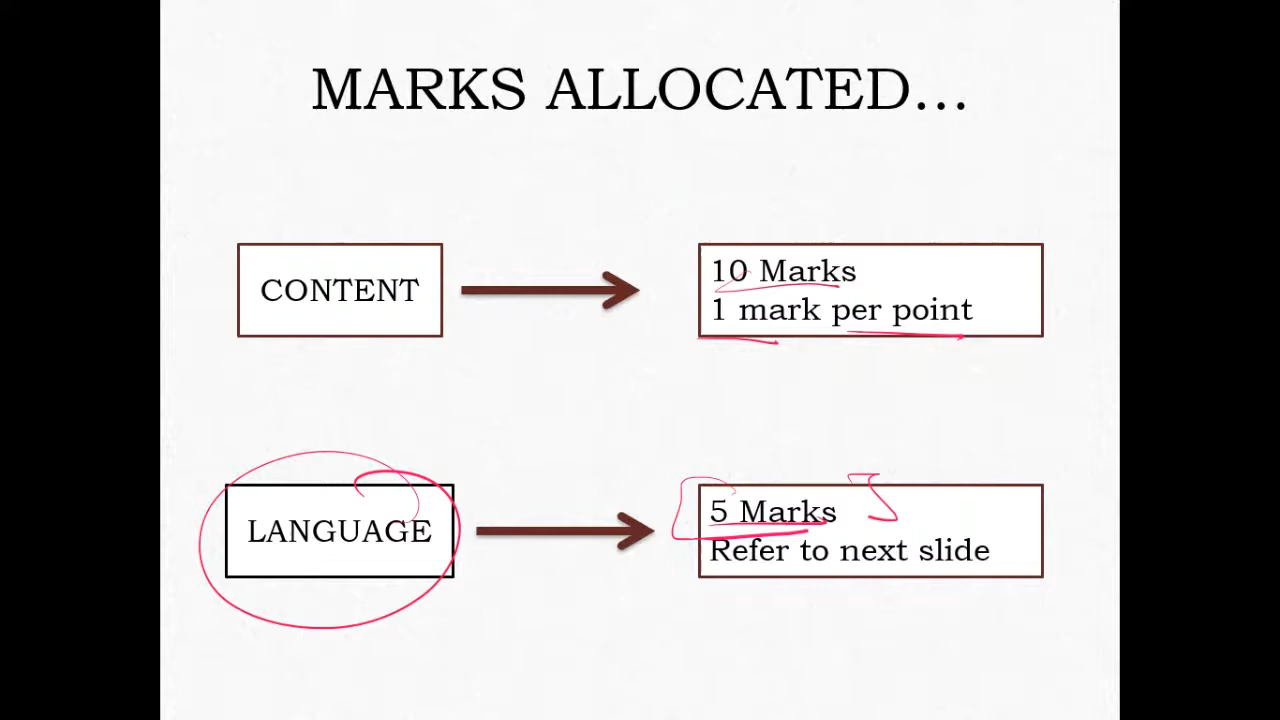 MARKS ALLOCATED...
CONTENT
10 Marks
1 mark per point
LANGUAGE
5 Marks
Refer to next slide